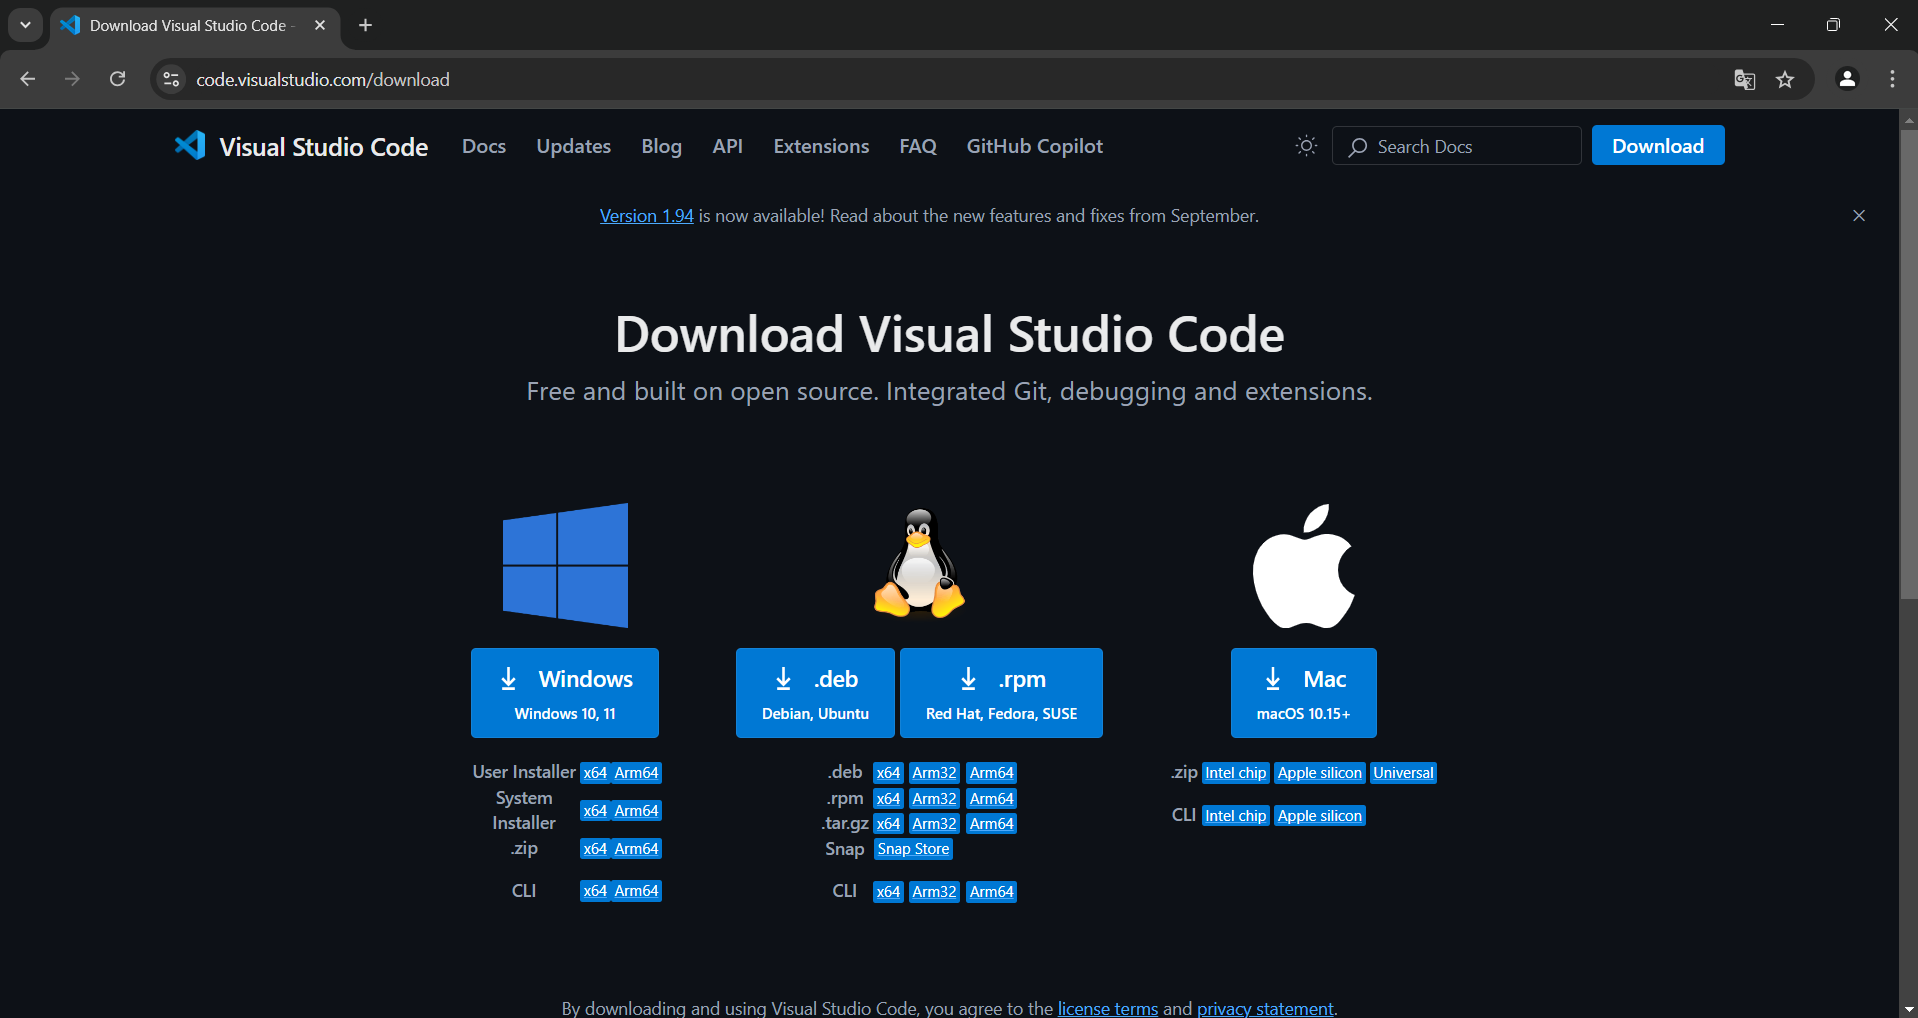 Download Visual Studio Code -
code.visualstudio.com/download
Visual Studio Code Docs Updates Blog API Extensions FAQ GitHub Copilot Search Docs Download
Version 1.94 is now available! Read about the new features and fixes from September.
Download Visual Studio Code
Free and built on open source. Integrated Git, debugging and extensions.
Windows
Windows 10, 11
User Installer x64 Arm64
System
Installer x64 Arm64
.zip x64 Arm64
CLI x64 Arm64
.deb
Debian, Ubuntu
.rpm
Red Hat, Fedora, SUSE
.deb x64 Arm32 Arm64
.rpm x64 Arm32 Arm64
.tar.gz x64 Arm32 Arm64
Snap Snap Store
CLI x64 Arm32 Arm64
Mac
macOS 10.15+
.zip Intel chip Apple silicon Universal
CLI Intel chip Apple silicon
By downloading and using Visual Studio Code, you agree to the license terms and privacy statement.